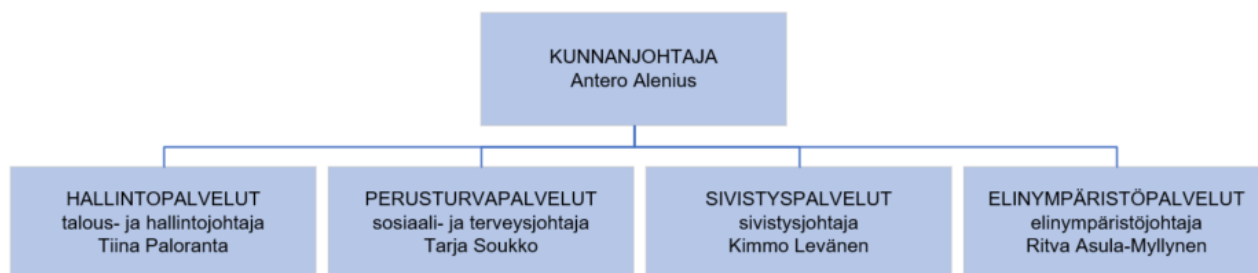 KUNNANJOHTAJA
Antero Alenius
HALLINTOPALVELUT
talous- ja hallintojohtaja
Tiina Paloranta
PERUSTURVAPALVELUT
sosiaali- ja terveysjohtaja
Tarja Soukko
SIVISTYSPALVELUT
sivistysjohtaja
Kimmo Levänen
ELINYMPÄRISTÖPALVELUT
elinympäristöjohtaja
Ritva Asula-Myllynen